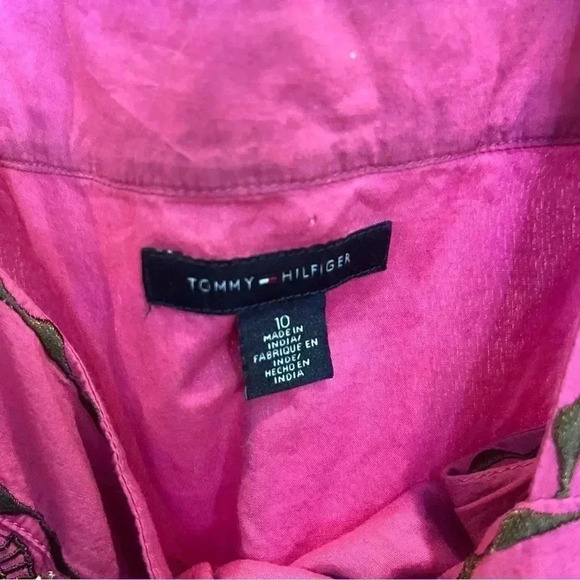 TOMMY HILFIGER
10
MADE IN
INDIA/
FABRIQUE EN
INDE/
HECHO EN
INDIA